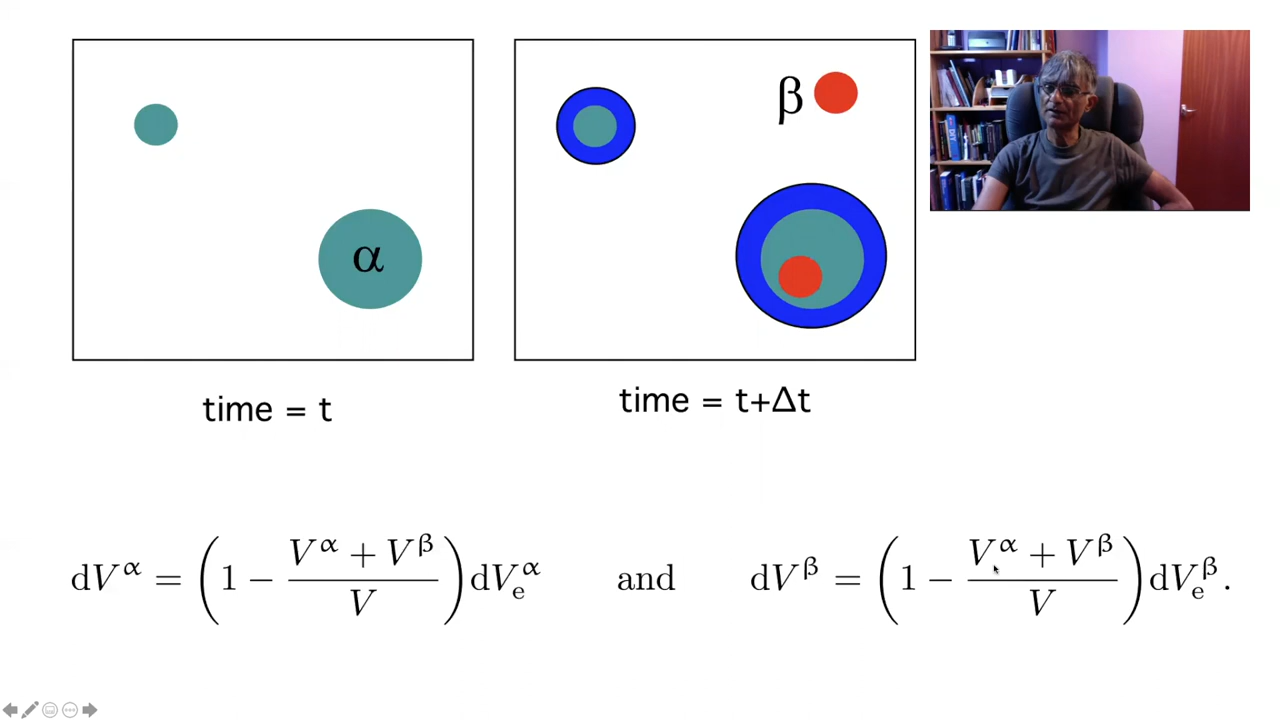 α
β
time = t
time = t+Δt
dV^α = (1 − (V^α + V^β)/V) dV_e^α and dV^β = (1 − (V^α + V^β)/V) dV_e^β.